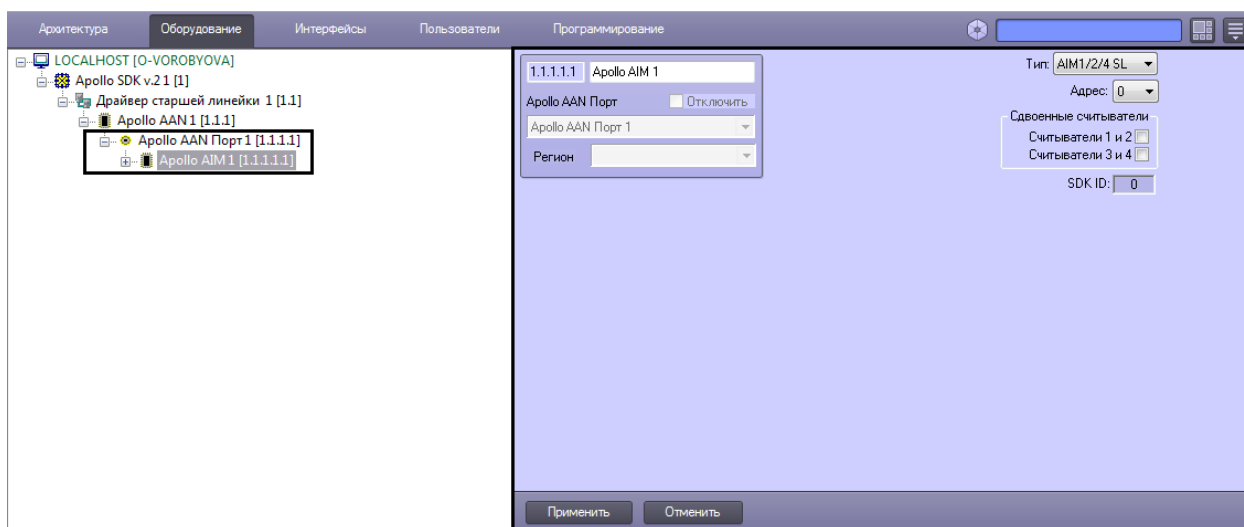 Архитектура Оборудование Интерфейсы Пользователи Программирование
LOCALHOST [O-VOROBYOVA]
Apollo SDK v.2 1 [1]
Драйвер старшей линейки 1 [1.1]
Apollo AAN 1 [1.1.1]
Apollo AAN Порт 1 [1.1.1.1]
Apollo AIM 1 [1.1.1.1.1]
1.1.1.1.1 Apollo AIM 1
Apollo AAN Порт Отключить
Apollo AAN Порт 1
Регион
Тип: AIM1/2/4 SL
Адрес: 0
Сдвоенные считыватели
Считыватели 1 и 2
Считыватели 3 и 4
SDK ID: 0
Применить Отменить